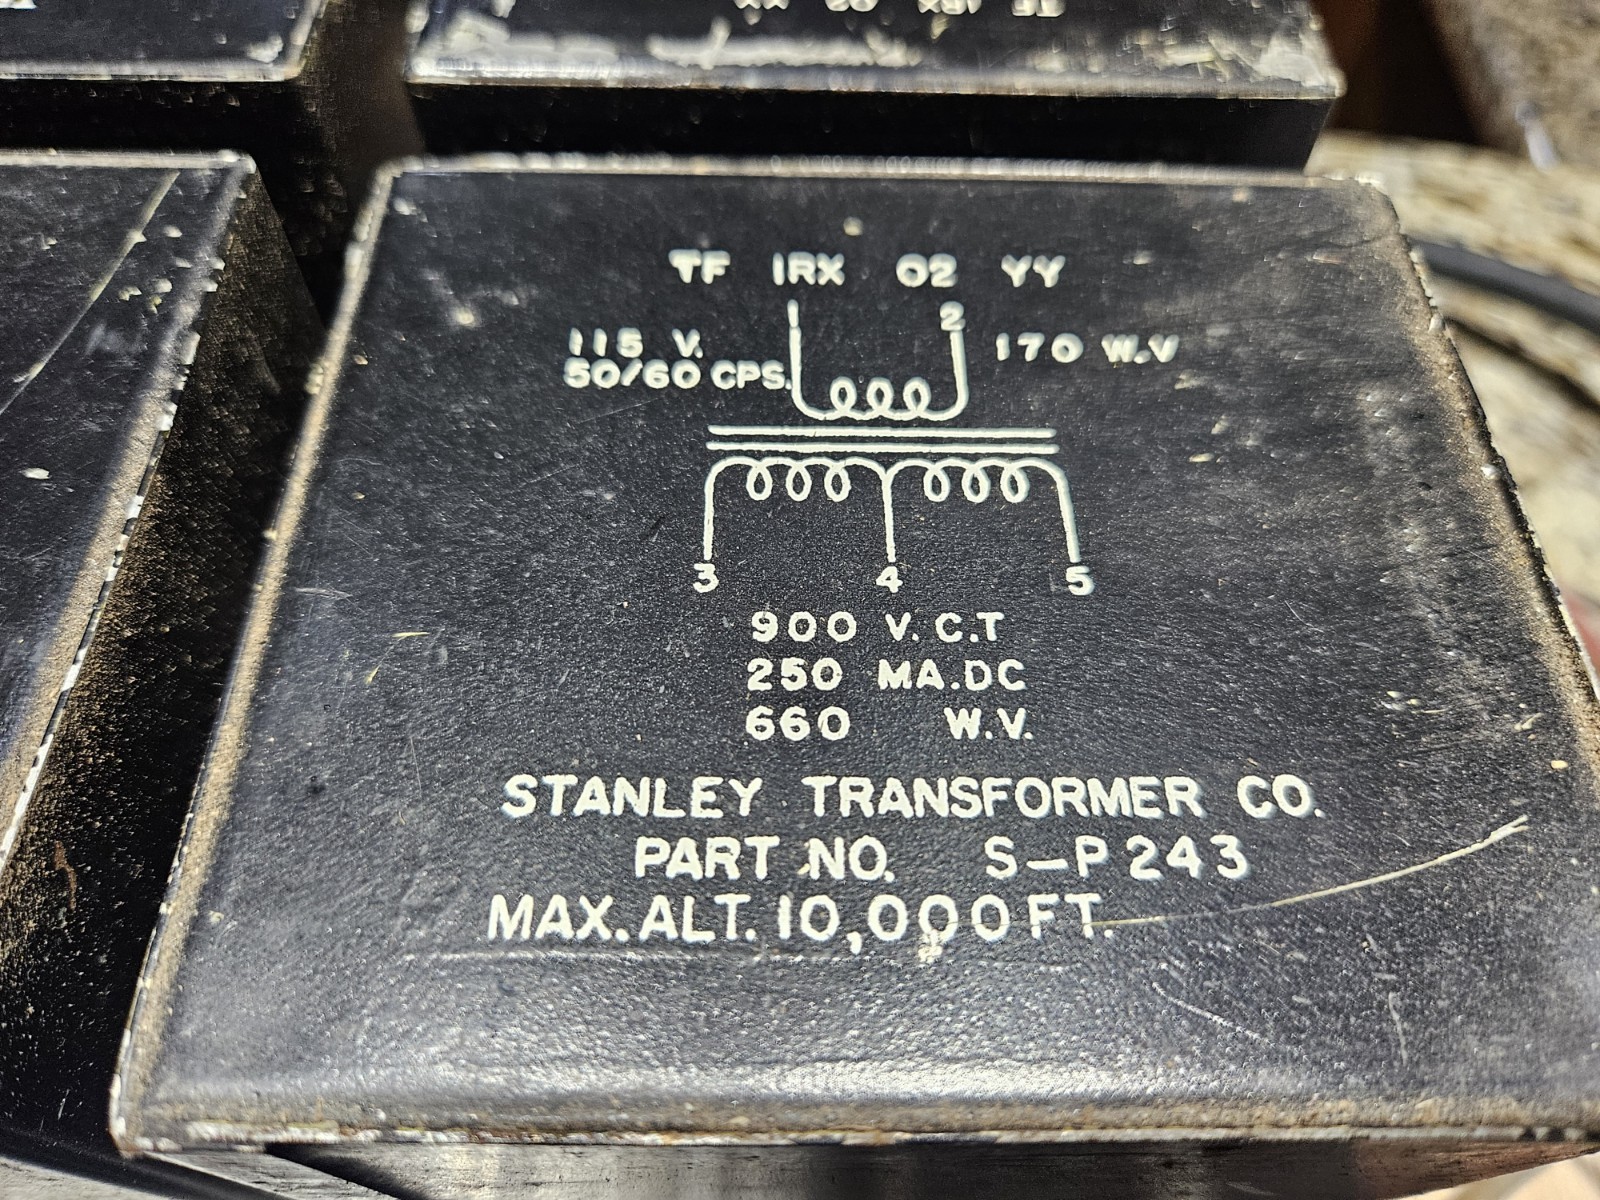 TF 1RX 02 YY
1 2
115 V. 170 W.V
50/60 CPS.
3 4 5
900 V.C.T
250 MA.DC
660 W.V.
STANLEY TRANSFORMER CO.
PART NO. S-P243
MAX. ALT. 10,000 FT.